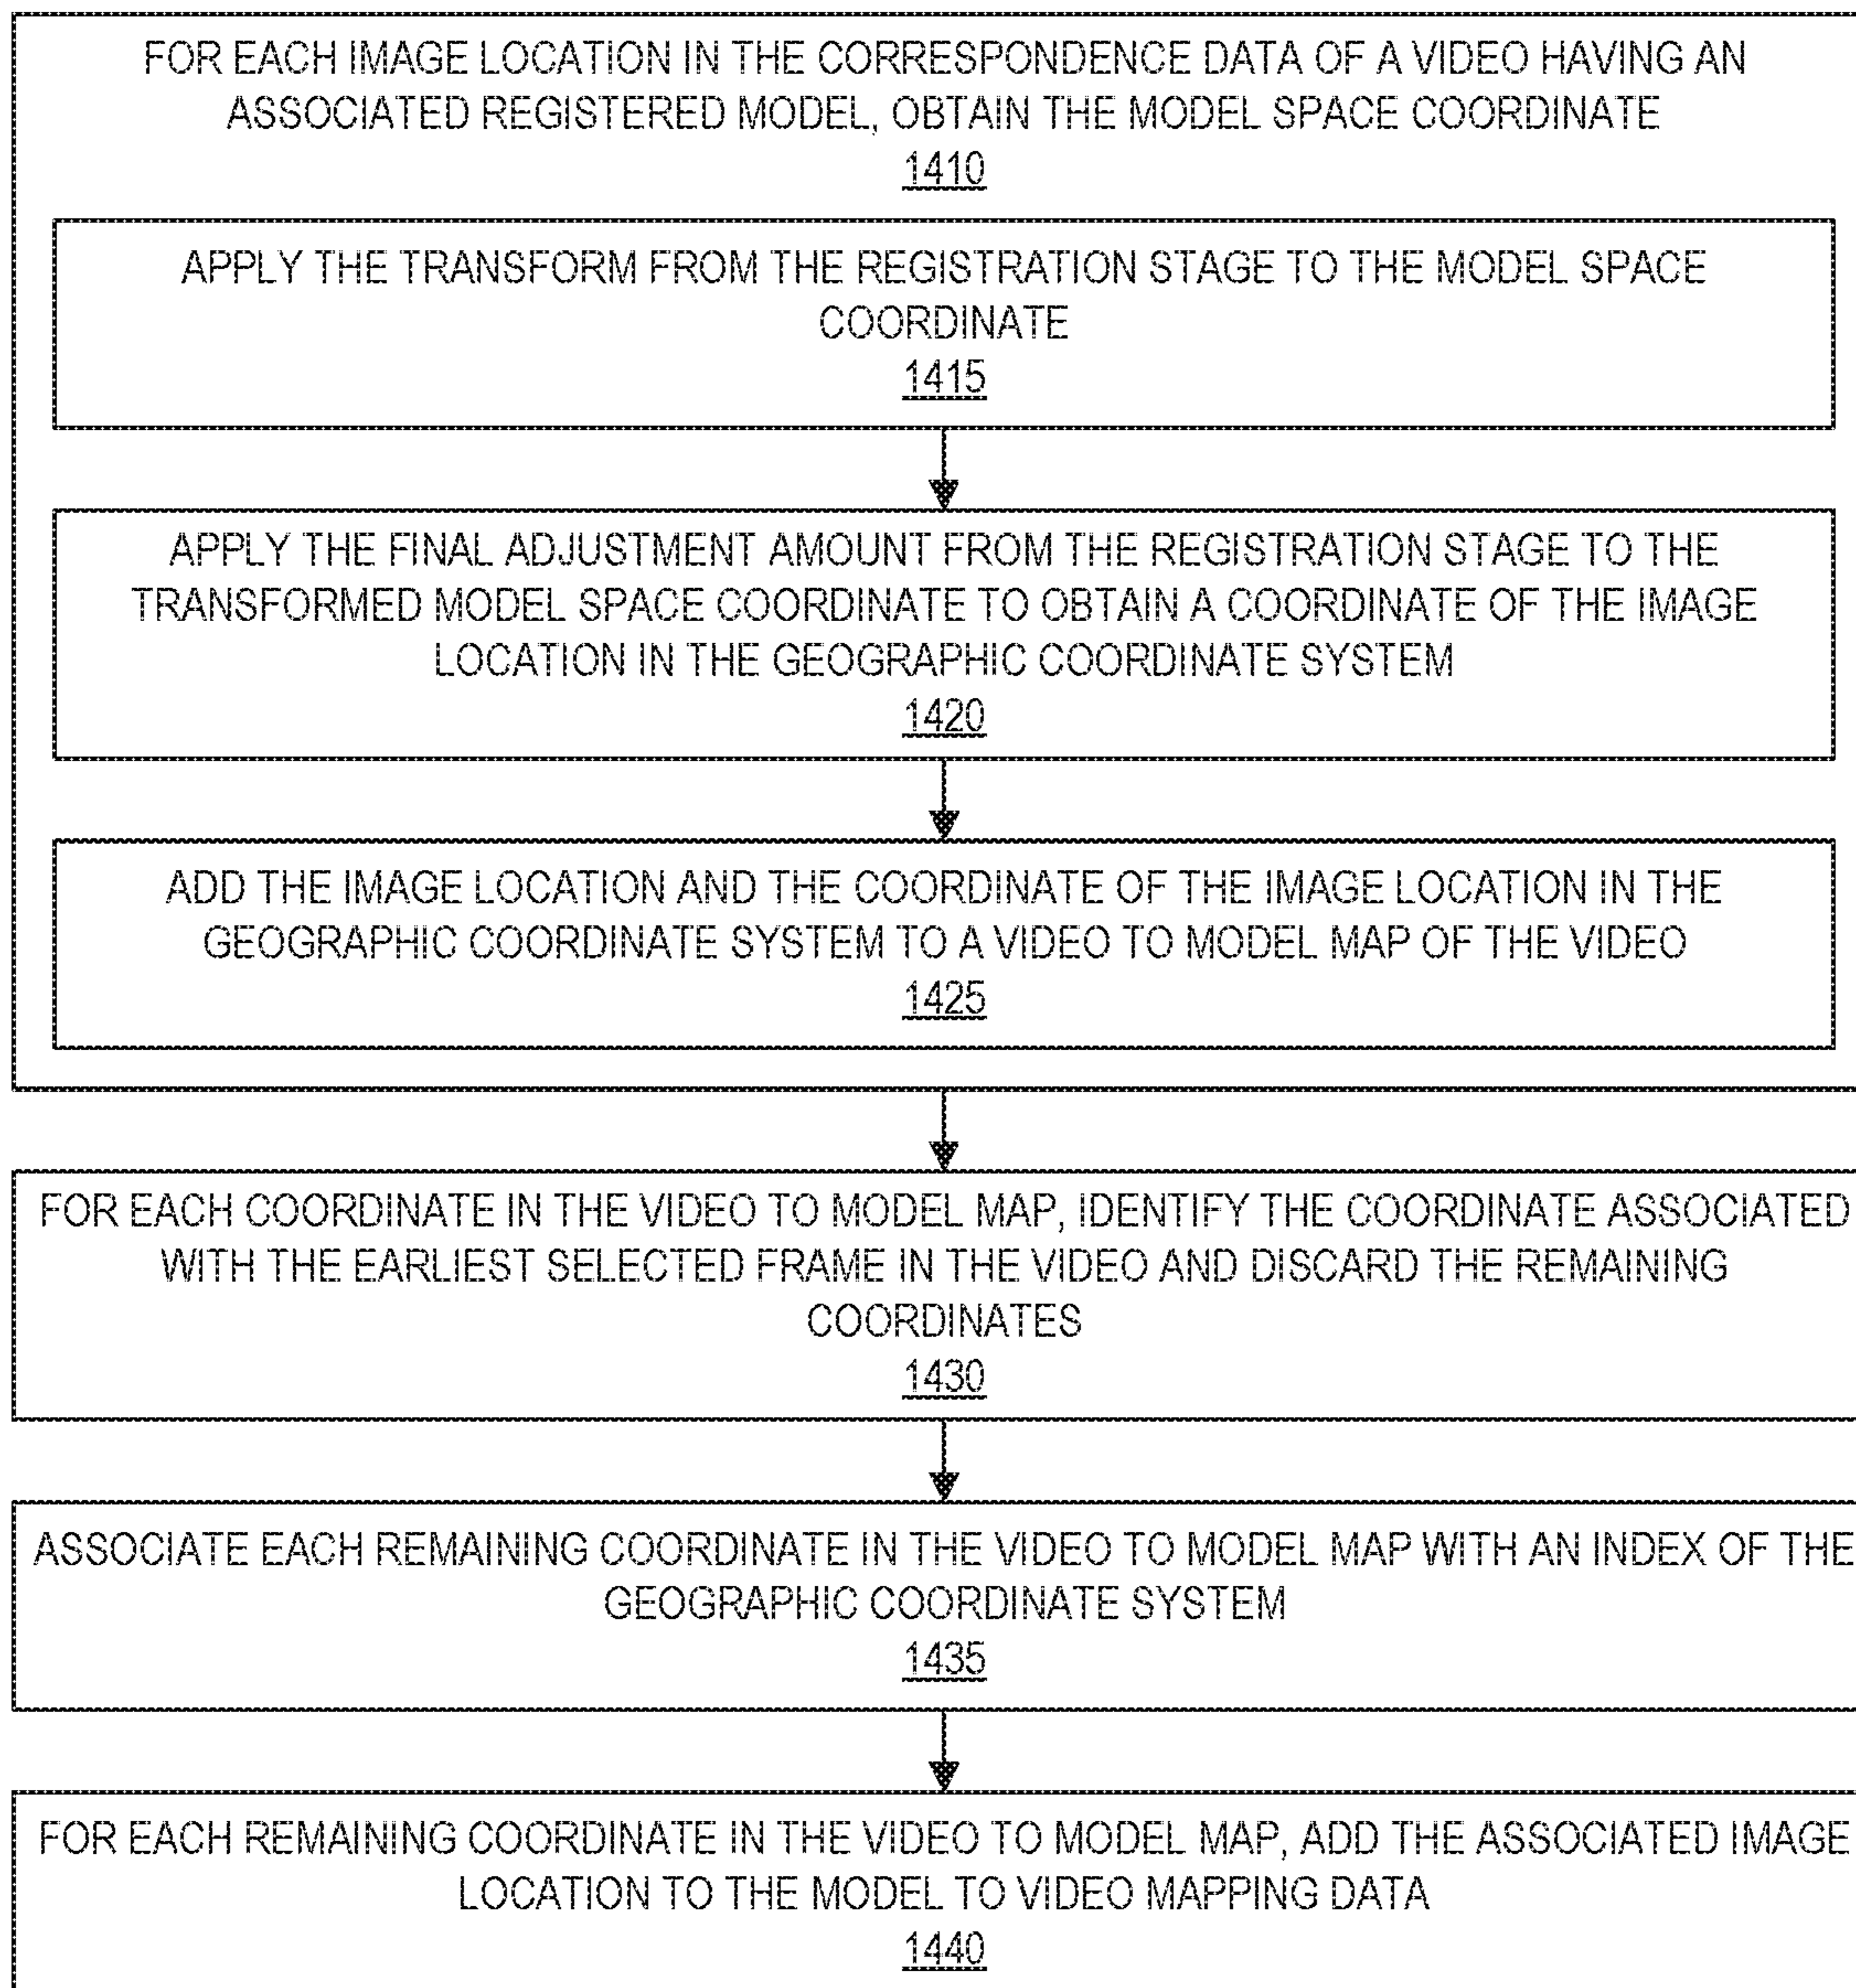 FOR EACH IMAGE LOCATION IN THE CORRESPONDENCE DATA OF A VIDEO HAVING AN
ASSOCIATED REGISTERED MODEL, OBTAIN THE MODEL SPACE COORDINATE
1410
APPLY THE TRANSFORM FROM THE REGISTRATION STAGE TO THE MODEL SPACE
COORDINATE
1415
APPLY THE FINAL ADJUSTMENT AMOUNT FROM THE REGISTRATION STAGE TO THE
TRANSFORMED MODEL SPACE COORDINATE TO OBTAIN A COORDINATE OF THE IMAGE
LOCATION IN THE GEOGRAPHIC COORDINATE SYSTEM
1420
ADD THE IMAGE LOCATION AND THE COORDINATE OF THE IMAGE LOCATION IN THE
GEOGRAPHIC COORDINATE SYSTEM TO A VIDEO TO MODEL MAP OF THE VIDEO
1425
FOR EACH COORDINATE IN THE VIDEO TO MODEL MAP, IDENTIFY THE COORDINATE ASSOCIATED
WITH THE EARLIEST SELECTED FRAME IN THE VIDEO AND DISCARD THE REMAINING
COORDINATES
1430
ASSOCIATE EACH REMAINING COORDINATE IN THE VIDEO TO MODEL MAP WITH AN INDEX OF THE
GEOGRAPHIC COORDINATE SYSTEM
1435
FOR EACH REMAINING COORDINATE IN THE VIDEO TO MODEL MAP, ADD THE ASSOCIATED IMAGE
LOCATION TO THE MODEL TO VIDEO MAPPING DATA
1440